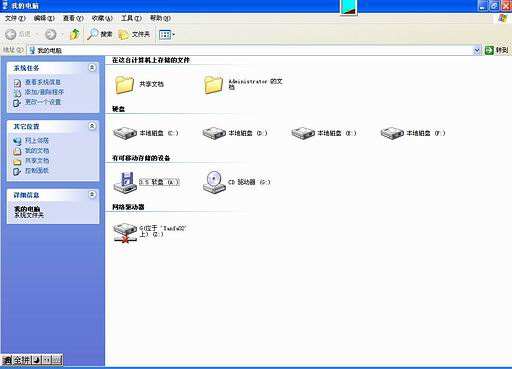 我的电脑
文件(F) 编辑(E) 查看(V) 收藏(A) 工具(T) 帮助(H)
后退 搜索 文件夹
地址(D) 我的电脑 转到
系统任务
查看系统信息
添加/删除程序
更改一个设置
其它位置
网上邻居
我的文档
共享文档
控制面板
详细信息
我的电脑
系统文件夹
在这台计算机上存储的文件
共享文档
Administrator 的文档
硬盘
本地磁盘 (C:) 本地磁盘 (D:) 本地磁盘 (E:) 本地磁盘 (F:)
有可移动存储的设备
3.5 软盘 (A:) CD 驱动器 (G:)
网络驱动器
上) (Z:)
全拼